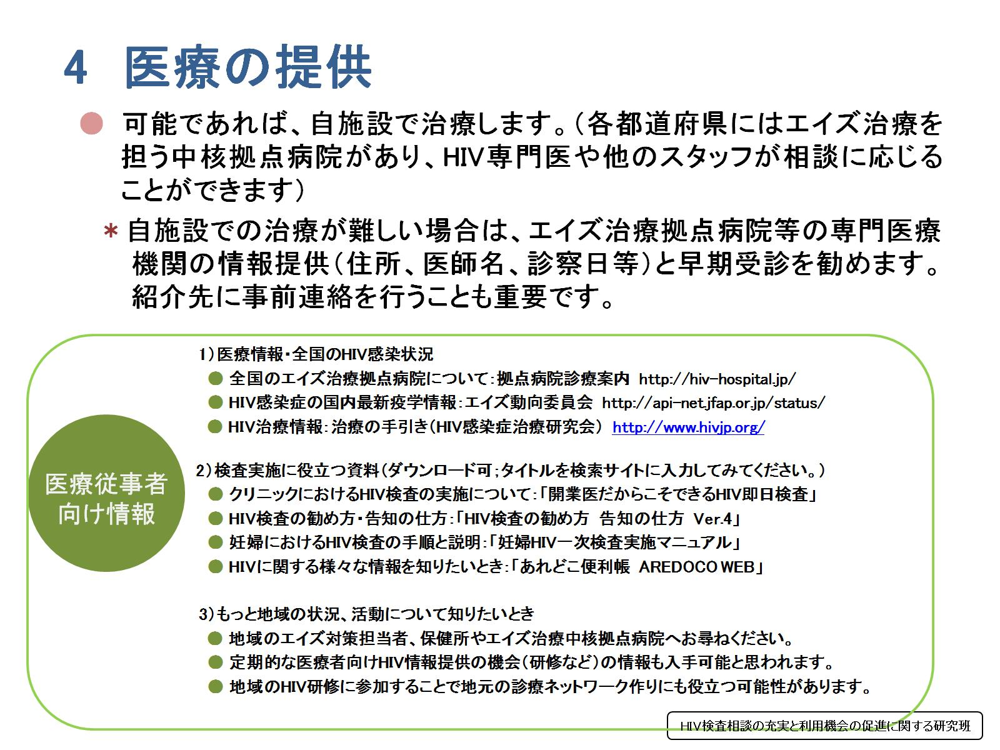 4　医療の提供
● 可能であれば、自施設で治療します。（各都道府県にはエイズ治療を
担う中核拠点病院があり、HIV専門医や他のスタッフが相談に応じる
ことができます）
＊自施設での治療が難しい場合は、エイズ治療拠点病院等の専門医療
機関の情報提供（住所、医師名、診察日等）と早期受診を勧めます。
紹介先に事前連絡を行うことも重要です。
医療従事者
向け情報
1）医療情報・全国のHIV感染状況
● 全国のエイズ治療拠点病院について：拠点病院診療案内 http://hiv-hospital.jp/
● HIV感染症の国内最新疫学情報：エイズ動向委員会 http://api-net.jfap.or.jp/status/
● HIV治療情報：治療の手引き（HIV感染症治療研究会） http://www.hivjp.org/
2）検査実施に役立つ資料（ダウンロード可；タイトルを検索サイトに入力してみてください。）
● クリニックにおけるHIV検査の実施について：「開業医だからこそできるHIV即日検査」
● HIV検査の勧め方・告知の仕方：「HIV検査の勧め方 告知の仕方 Ver.4」
● 妊婦におけるHIV検査の手順と説明：「妊婦HIV一次検査実施マニュアル」
● HIVに関する様々な情報を知りたいとき：「あれどこ便利帳 AREDOCO WEB」
3）もっと地域の状況、活動について知りたいとき
● 地域のエイズ対策担当者、保健所やエイズ治療中核拠点病院へお尋ねください。
● 定期的な医療者向けHIV情報提供の機会（研修など）の情報も入手可能と思われます。
● 地域のHIV研修に参加することで地元の診療ネットワーク作りにも役立つ可能性があります。
HIV検査相談の充実と利用機会の促進に関する研究班